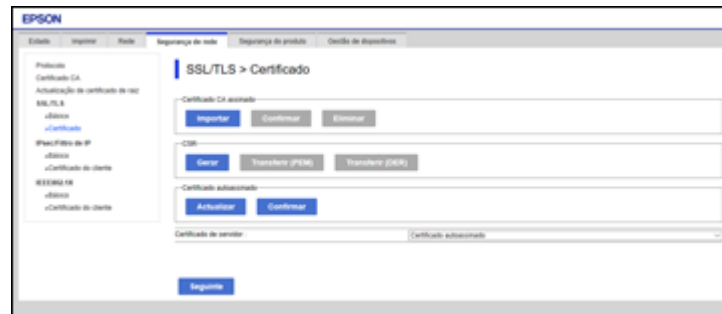 EPSON
Estado Imprimir Rede Segurança de rede Segurança do produto Gestão de dispositivos
Protocolo
Certificado CA
Actualização de certificado de raiz
SSL/TLS
»Básico
»Certificado
IPsec/Filtro de IP
»Básico
»Certificado do cliente
IEEE802.1X
»Básico
»Certificado do cliente
SSL/TLS > Certificado
Certificado CA assinado
Importar Confirmar Eliminar
CSR
Gerar Transferir (PEM) Transferir (DER)
Certificado autoassinado
Actualizar Confirmar
Certificado de servidor : Certificado autoassinado
Seguinte